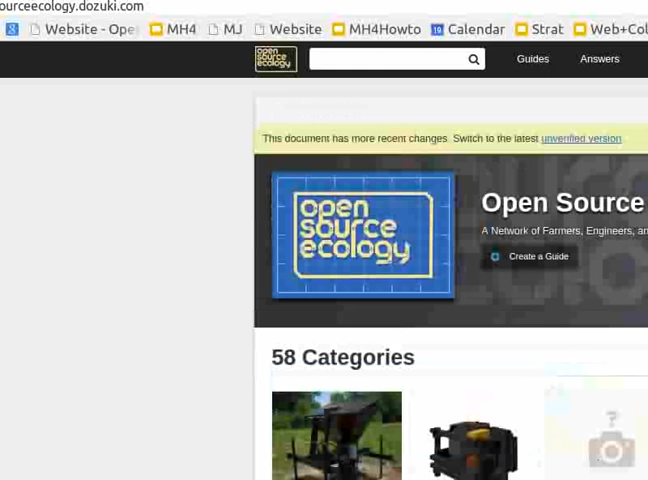 ourceecology.dozuki.com
Website - Ope MH4 MJ Website MH4Howto Calendar Strat Web+Col
open source ecology
Guides Answers
This document has more recent changes. Switch to the latest unverified version.
open
source
ecology
Open Source
A Network of Farmers, Engineers, an
Create a Guide
58 Categories